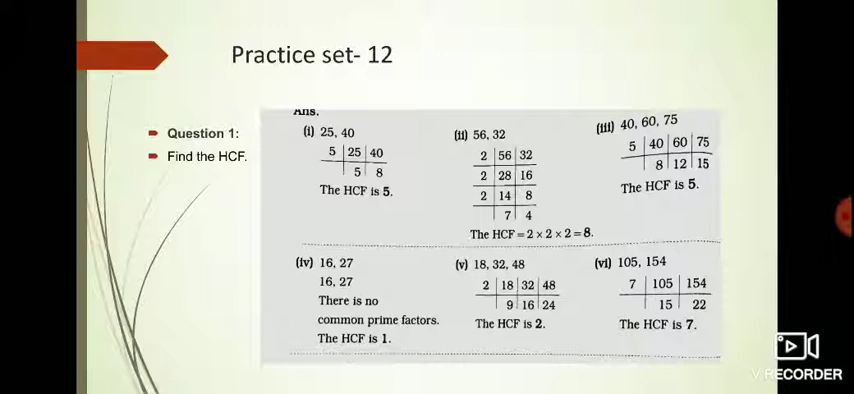 Practice set- 12
Question 1:
Find the HCF.
Ans.
(i) 25, 40
5 25 40
5 8
The HCF is 5.
(ii) 56, 32
2 56 32
2 28 16
2 14 8
7 4
The HCF = 2 × 2 × 2 = 8.
(iii) 40, 60, 75
5 40 60 75
8 12 15
The HCF is 5.
(iv) 16, 27
16, 27
There is no
common prime factors.
The HCF is 1.
(v) 18, 32, 48
2 18 32 48
9 16 24
The HCF is 2.
(vi) 105, 154
7 105 154
15 22
The HCF is 7.
V RECORDER